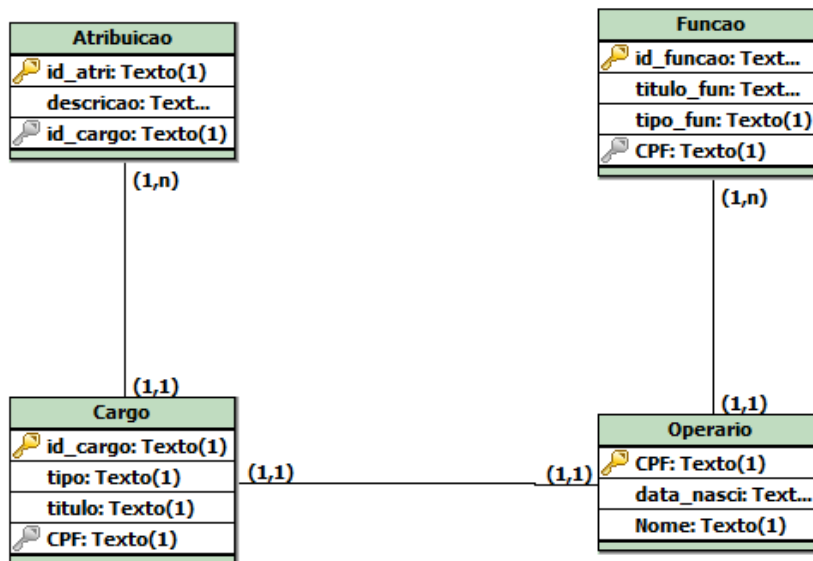 Atribuicao
id_atri: Texto(1)
descricao: Text...
id_cargo: Texto(1)
(1,n)
(1,1)
Cargo
id_cargo: Texto(1)
tipo: Texto(1)
titulo: Texto(1)
CPF: Texto(1)
(1,1)
(1,1)
Funcao
id_funcao: Text...
titulo_fun: Text...
tipo_fun: Texto(1)
CPF: Texto(1)
(1,n)
(1,1)
Operario
CPF: Texto(1)
data_nasci: Text...
Nome: Texto(1)